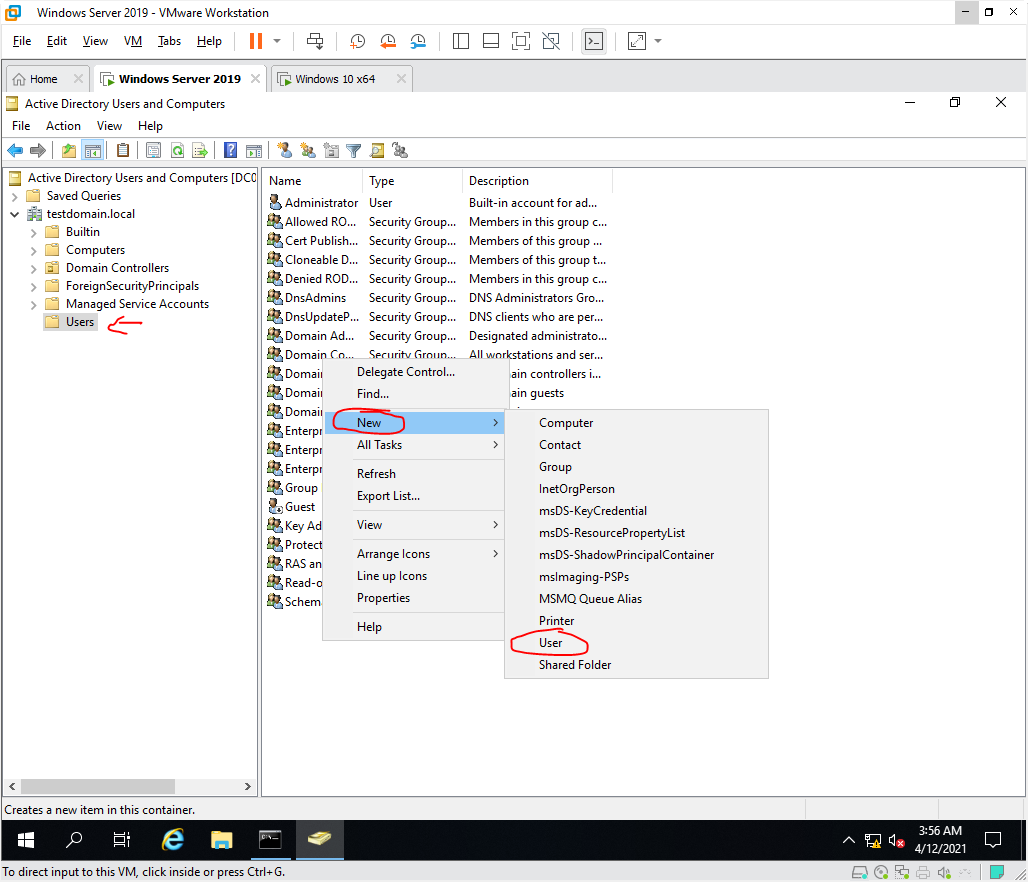 Windows Server 2019 - VMware Workstation
File Edit View VM Tabs Help
Home
Windows Server 2019
Windows 10 x64
Active Directory Users and Computers
File Action View Help
Active Directory Users and Computers [DC0
Saved Queries
testdomain.local
Builtin
Computers
Domain Controllers
ForeignSecurityPrincipals
Managed Service Accounts
Users
Name Type Description
Administrator User Built-in account for ad...
Allowed RO... Security Group... Members in this group c...
Cert Publish... Security Group... Members of this group ...
Cloneable D... Security Group... Members of this group t...
Denied ROD... Security Group... Members in this group c...
DnsAdmins Security Group... DNS Administrators Gro...
DnsUpdateP... Security Group... DNS clients who are per...
Domain Ad... Security Group... Designated administrato...
Domain Co... Security Group... All workstations and ser...
Domai ain controllers i...
Domai ain guests
Domai
Enterpr
Enterpr
Enterpr
Group
Guest
Key Ad
Protect
RAS an
Read-o
Schem
Delegate Control...
Find...
New
All Tasks
Refresh
Export List...
View
Arrange Icons
Line up Icons
Properties
Help
Computer
Contact
Group
InetOrgPerson
msDS-KeyCredential
msDS-ResourcePropertyList
msDS-ShadowPrincipalContainer
msImaging-PSPs
MSMQ Queue Alias
Printer
User
Shared Folder
Creates a new item in this container.
3:56 AM
4/12/2021
To direct input to this VM, click inside or press Ctrl+G.